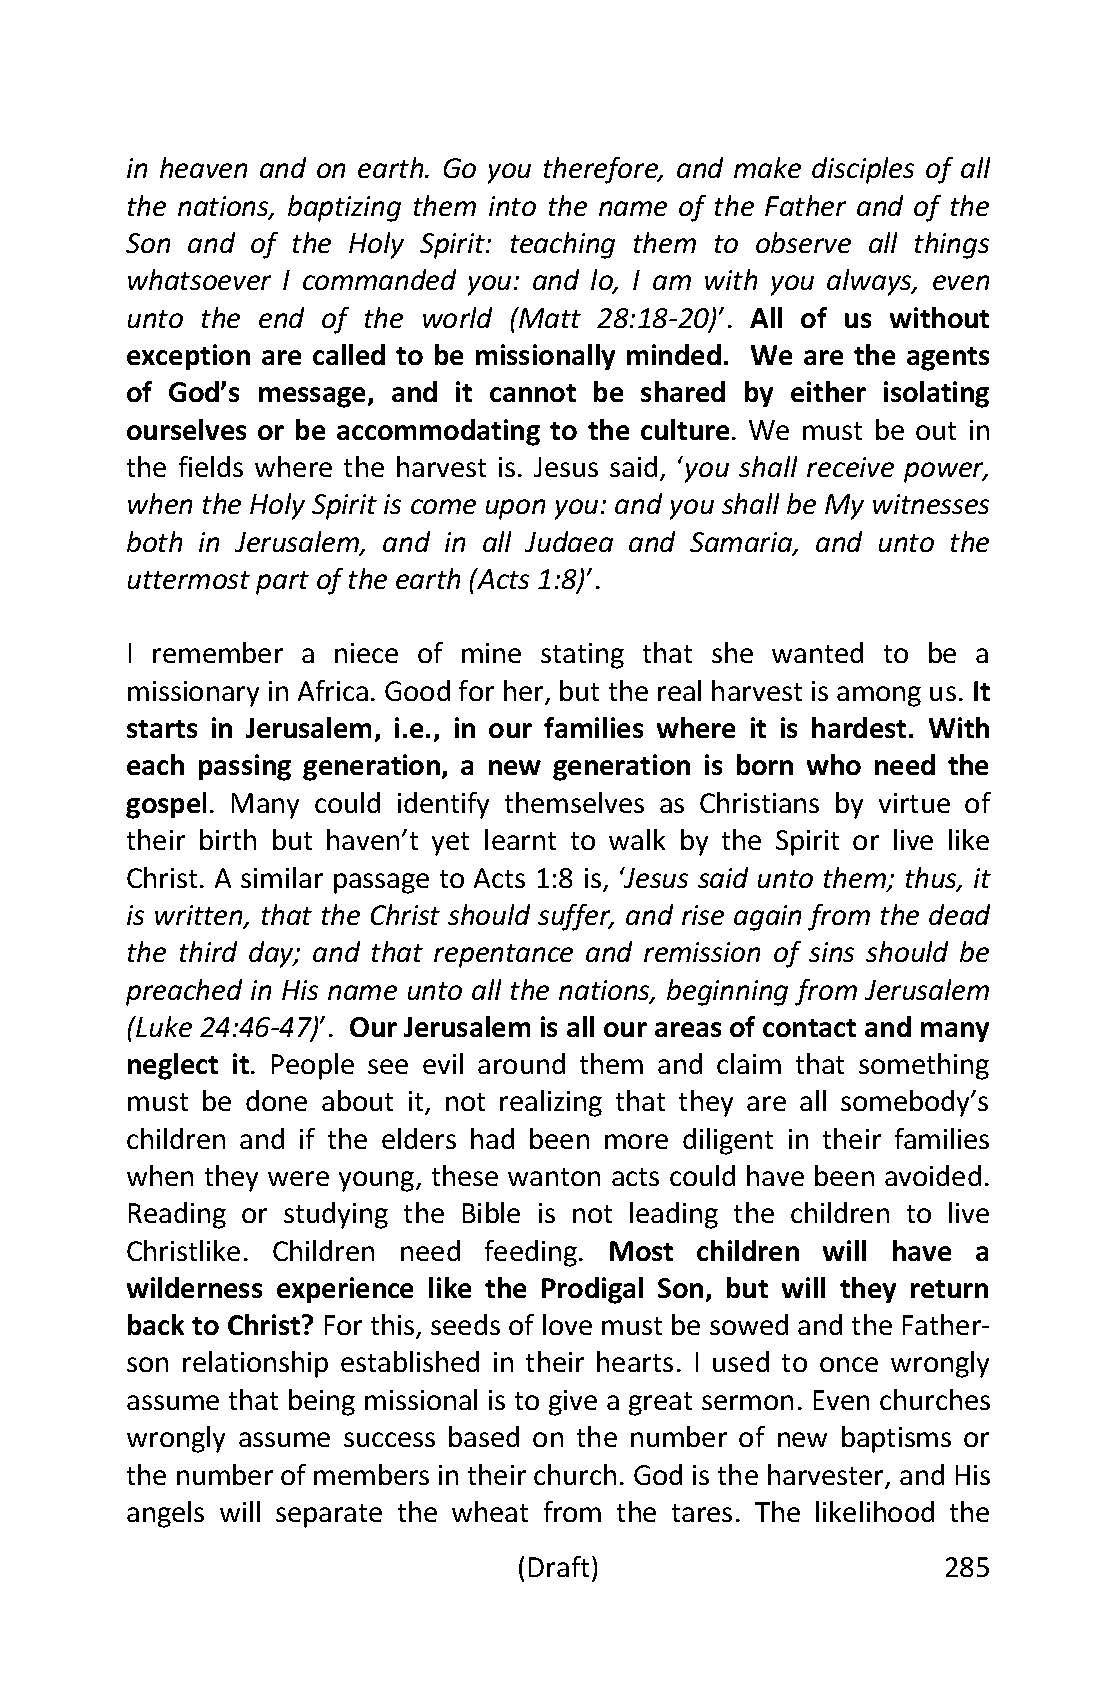 in heaven and on earth. Go you therefore, and make disciples of all
the nations, baptizing them into the name of the Father and of the
Son and of the Holy Spirit: teaching them to observe all things
whatsoever I commanded you: and lo, I am with you always, even
unto the end of the world (Matt 28:18-20)’. All of us without
exception are called to be missionally minded.  We are the agents
of God’s message, and it cannot be shared by either isolating
ourselves or be accommodating to the culture. We must be out in
the fields where the harvest is. Jesus said, ‘you shall receive power,
when the Holy Spirit is come upon you: and you shall be My witnesses
both in Jerusalem, and in all Judaea and Samaria, and unto the
uttermost part of the earth (Acts 1:8)’.
I remember a niece of mine stating that she wanted to be a
missionary in Africa. Good for her, but the real harvest is among us. It
starts in Jerusalem, i.e., in our families where it is hardest. With
each passing generation, a new generation is born who need the
gospel. Many could identify themselves as Christians by virtue of
their birth but haven’t yet learnt to walk by the Spirit or live like
Christ. A similar passage to Acts 1:8 is, ‘Jesus said unto them; thus, it
is written, that the Christ should suffer, and rise again from the dead
the third day; and that repentance and remission of sins should be
preached in His name unto all the nations, beginning from Jerusalem
(Luke 24:46-47)’.  Our Jerusalem is all our areas of contact and many
neglect it. People see evil around them and claim that something
must be done about it, not realizing that they are all somebody’s
children and if the elders had been more diligent in their families
when they were young, these wanton acts could have been avoided.
Reading or studying the Bible is not leading the children to live
Christlike. Children need feeding. Most children will have a
wilderness experience like the Prodigal Son, but will they return
back to Christ? For this, seeds of love must be sowed and the Father-
son relationship established in their hearts. I used to once wrongly
assume that being missional is to give a great sermon. Even churches
wrongly assume success based on the number of new baptisms or
the number of members in their church. God is the harvester, and His
angels will separate the wheat from the tares. The likelihood the
(Draft) 285